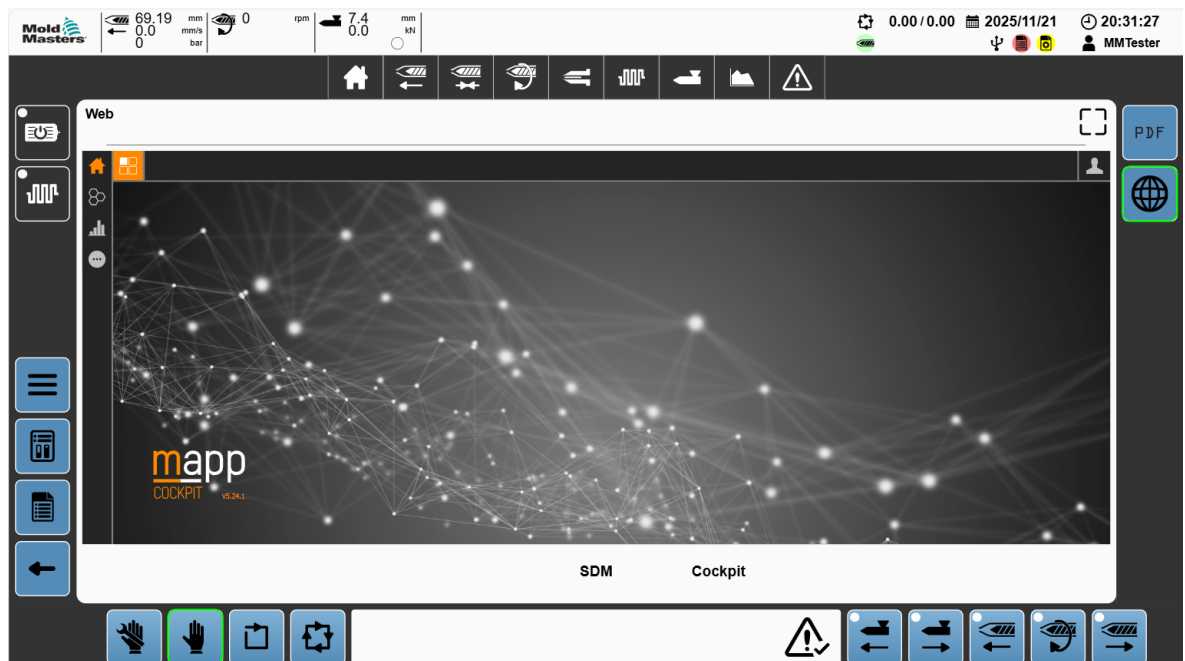 Mold
Masters
69.19 mm
0.0 mm/s
0 bar
0 rpm
7.4 mm
0.0 kN
0.00 / 0.00
2025/11/21
20:31:27
MMTester
Web
PDF
mapp
COCKPIT V5.24.1
SDM Cockpit